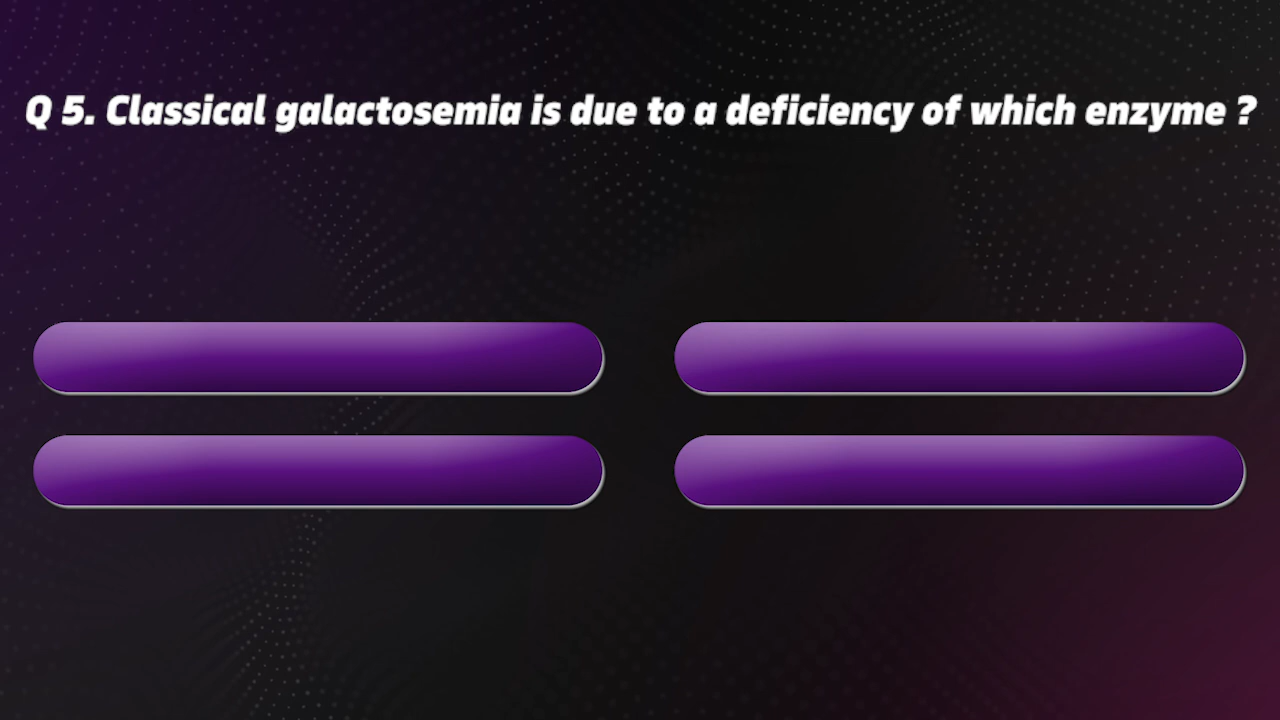 Q 5. Classical galactosemia is due to a deficiency of which enzyme ?